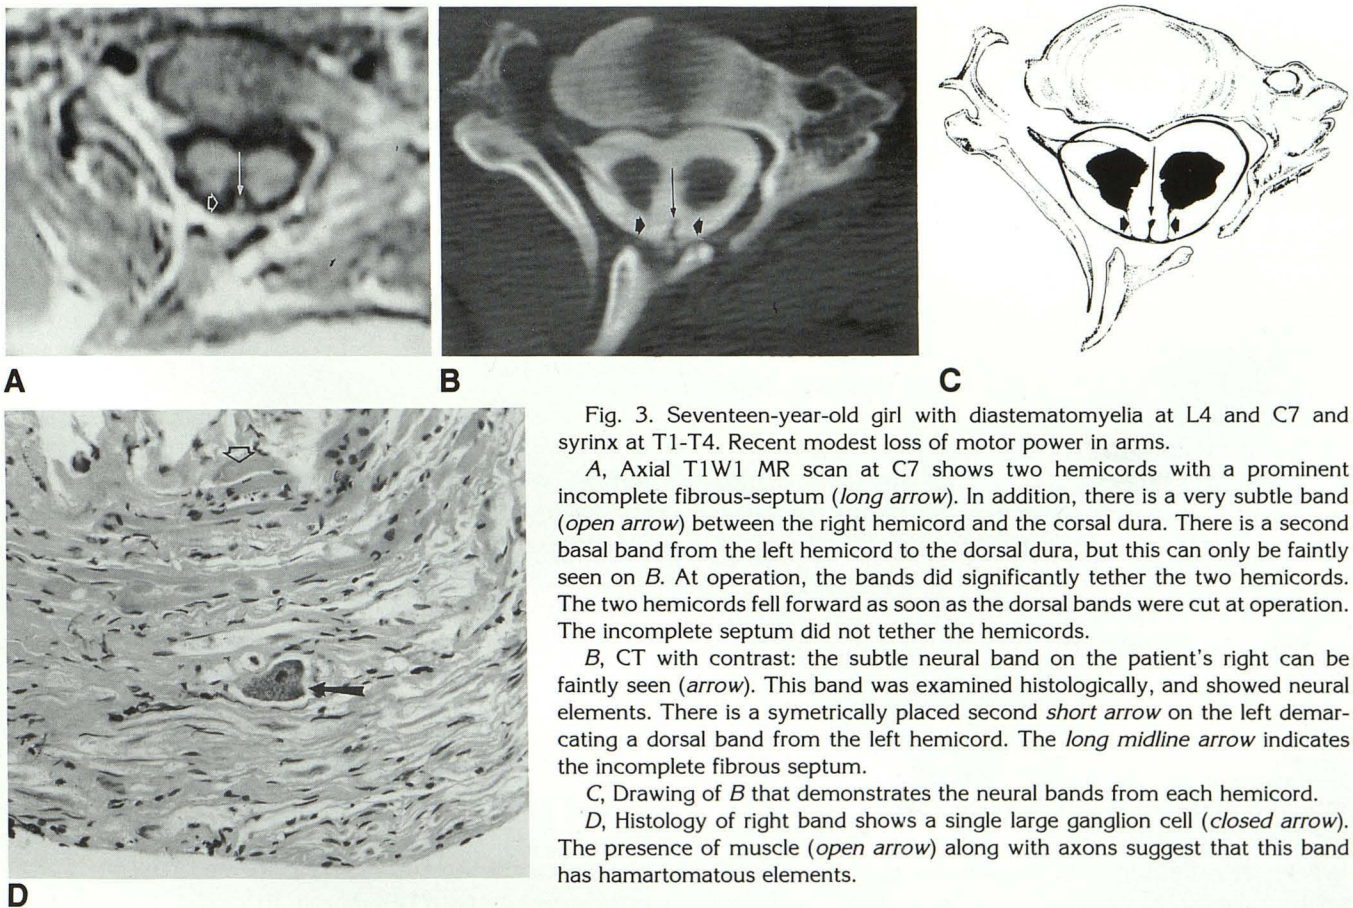 A
B
C
D
Fig. 3. Seventeen-year-old girl with diastematomyelia at L4 and C7 and
syrinx at T1-T4. Recent modest loss of motor power in arms.
A, Axial T1W1 MR scan at C7 shows two hemicords with a prominent
incomplete fibrous-septum (long arrow). In addition, there is a very subtle band
(open arrow) between the right hemicord and the corsal dura. There is a second
basal band from the left hemicord to the dorsal dura, but this can only be faintly
seen on B. At operation, the bands did significantly tether the two hemicords.
The two hemicords fell forward as soon as the dorsal bands were cut at operation.
The incomplete septum did not tether the hemicords.
B, CT with contrast: the subtle neural band on the patient's right can be
faintly seen (arrow). This band was examined histologically, and showed neural
elements. There is a symetrically placed second short arrow on the left demar-
cating a dorsal band from the left hemicord. The long midline arrow indicates
the incomplete fibrous septum.
C, Drawing of B that demonstrates the neural bands from each hemicord.
D, Histology of right band shows a single large ganglion cell (closed arrow).
The presence of muscle (open arrow) along with axons suggest that this band
has hamartomatous elements.